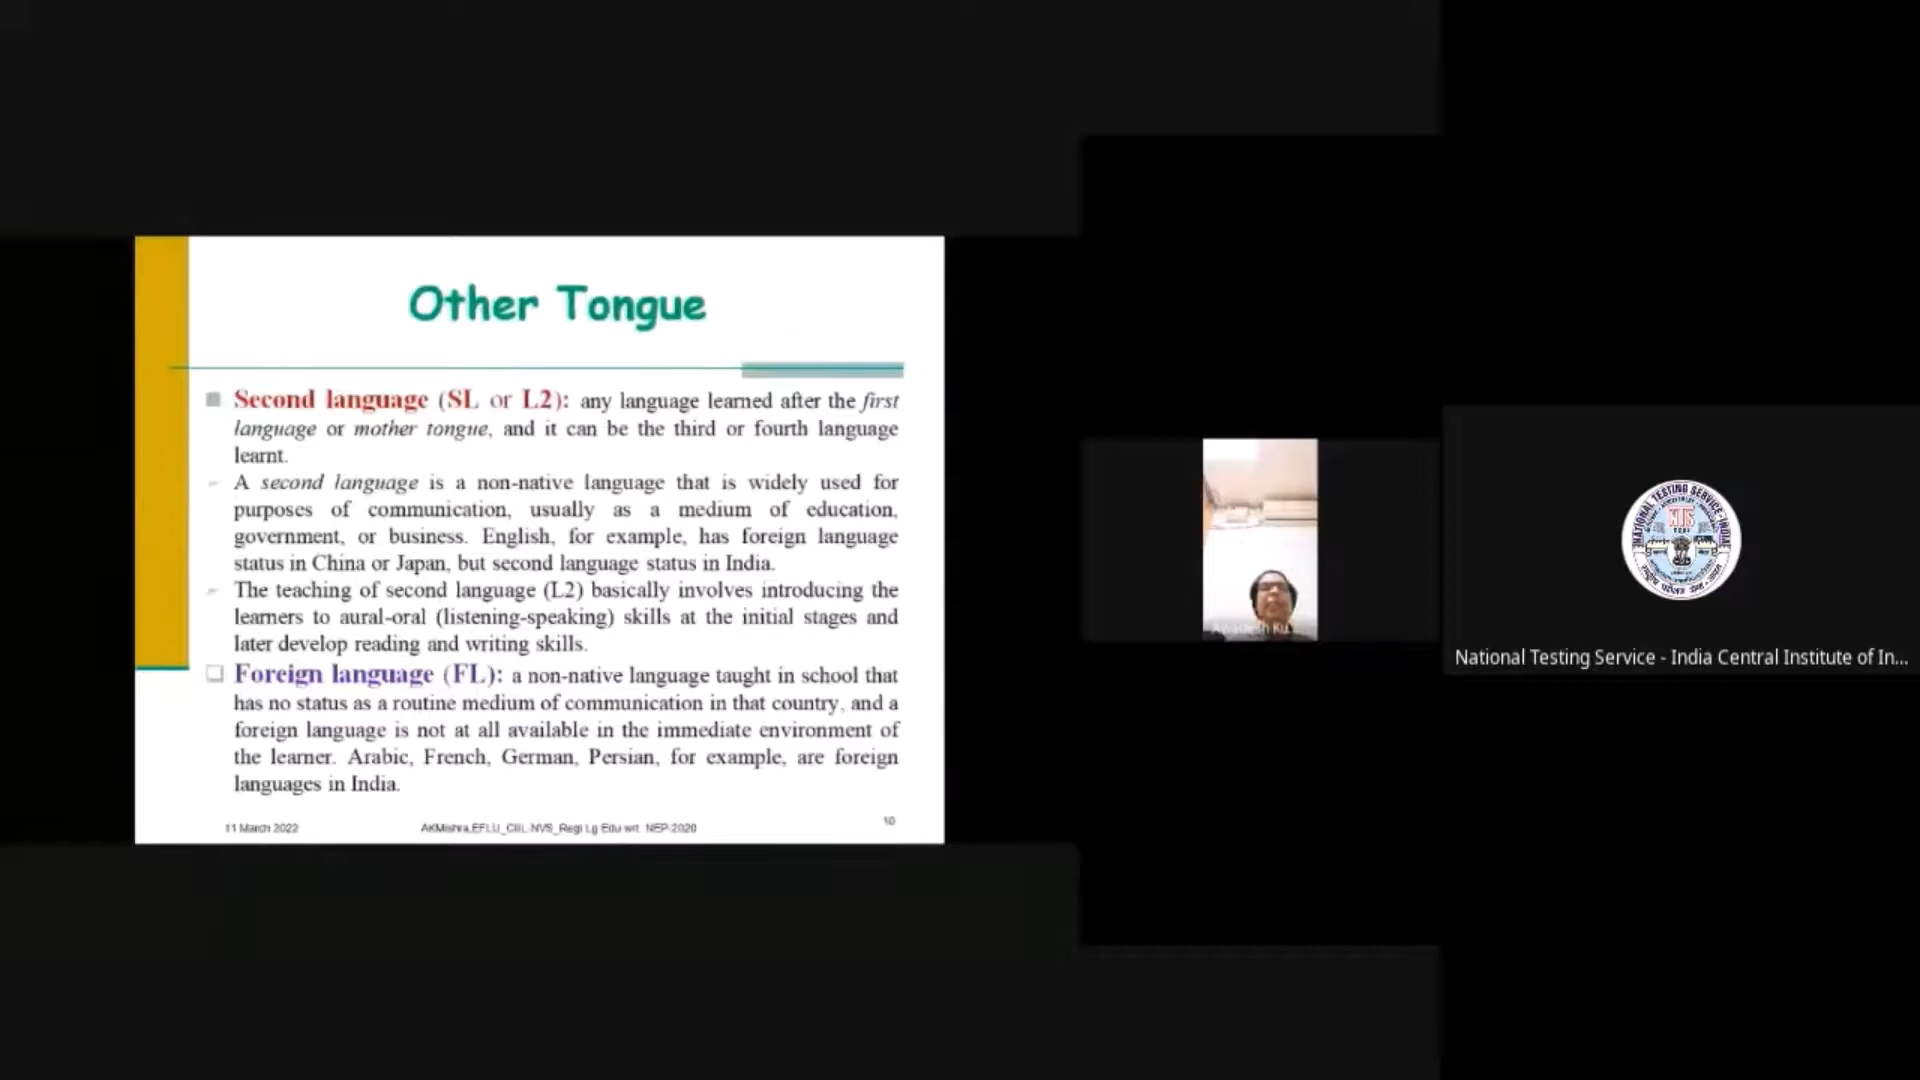 Other Tongue
Second language (SL or L2): any language learned after the first
language or mother tongue, and it can be the third or fourth language
learnt.
A second language is a non-native language that is widely used for
purposes of communication, usually as a medium of education,
government, or business. English, for example, has foreign language
status in China or Japan, but second language status in India.
The teaching of second language (L2) basically involves introducing the
learners to aural-oral (listening-speaking) skills at the initial stages and
later develop reading and writing skills.
Foreign language (FL): a non-native language taught in school that
has no status as a routine medium of communication in that country, and a
foreign language is not at all available in the immediate environment of
the learner. Arabic, French, German, Persian, for example, are foreign
languages in India.
11 March 2022
AKMishra,EFLU_CIIL-NVS_Regi Lg Edu wrt. NEP-2020
10
Awadesh Ku...
NATIONAL TESTING SERVICE-INDIA
NTS
National Testing Service - India Central Institute of In...